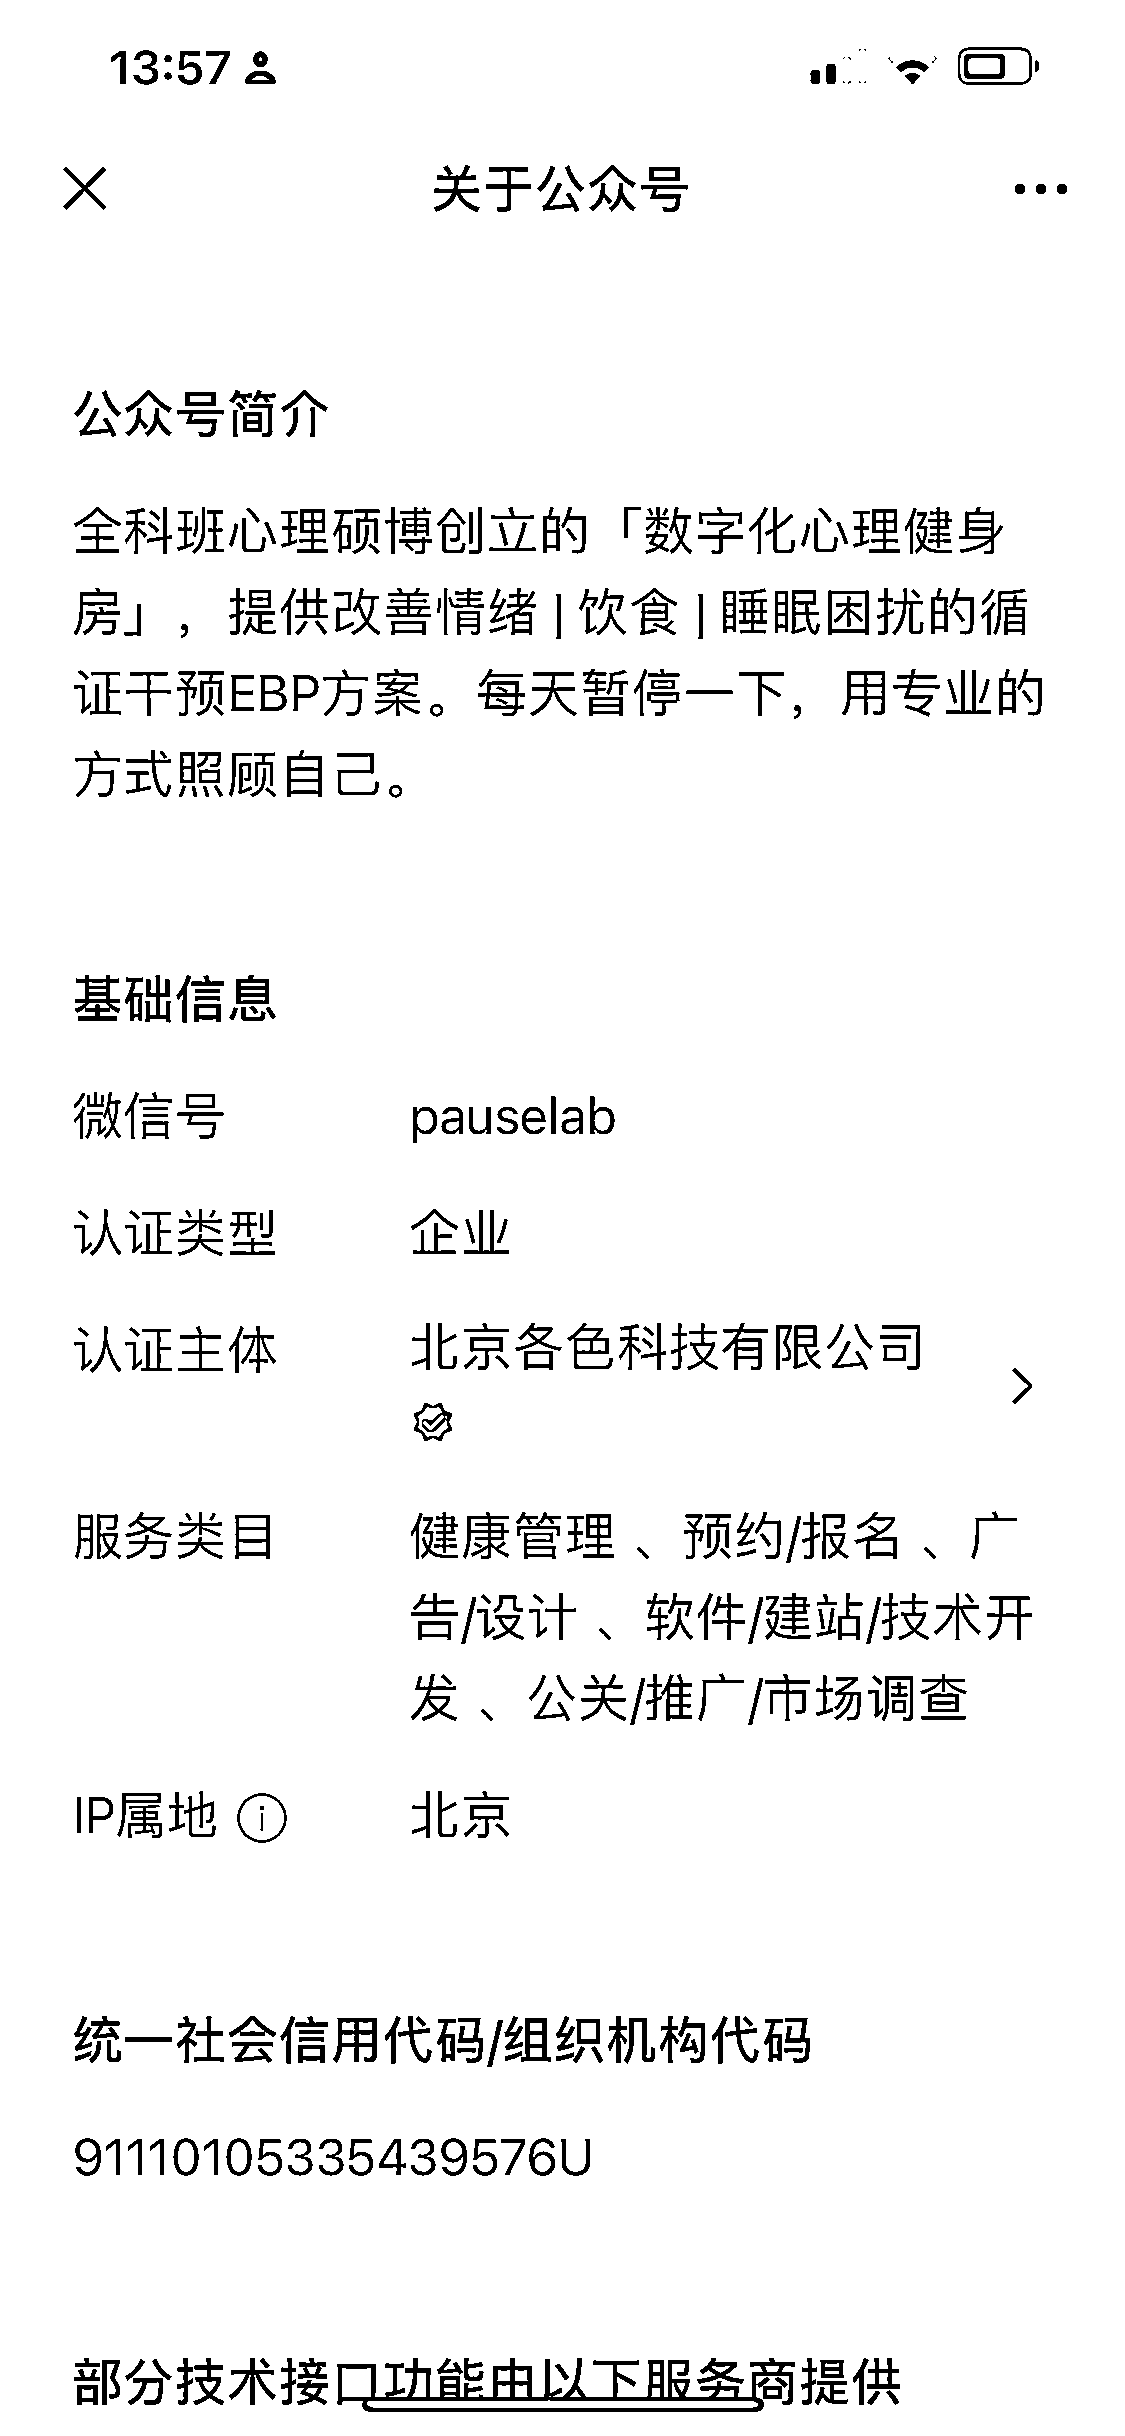 13:57
关于公众号
公众号简介
全科班心理硕博创立的「数字化心理健身
房」，提供改善情绪 | 饮食 | 睡眠困扰的循
证干预EBP方案。每天暂停一下，用专业的
方式照顾自己。
基础信息
微信号 pauselab
认证类型 企业
认证主体 北京各色科技有限公司
服务类目 健康管理 、预约/报名 、广
告/设计 、软件/建站/技术开
发 、公关/推广/市场调查
IP属地 北京
统一社会信用代码/组织机构代码
91110105335439576U
部分技术接口功能由以下服务商提供